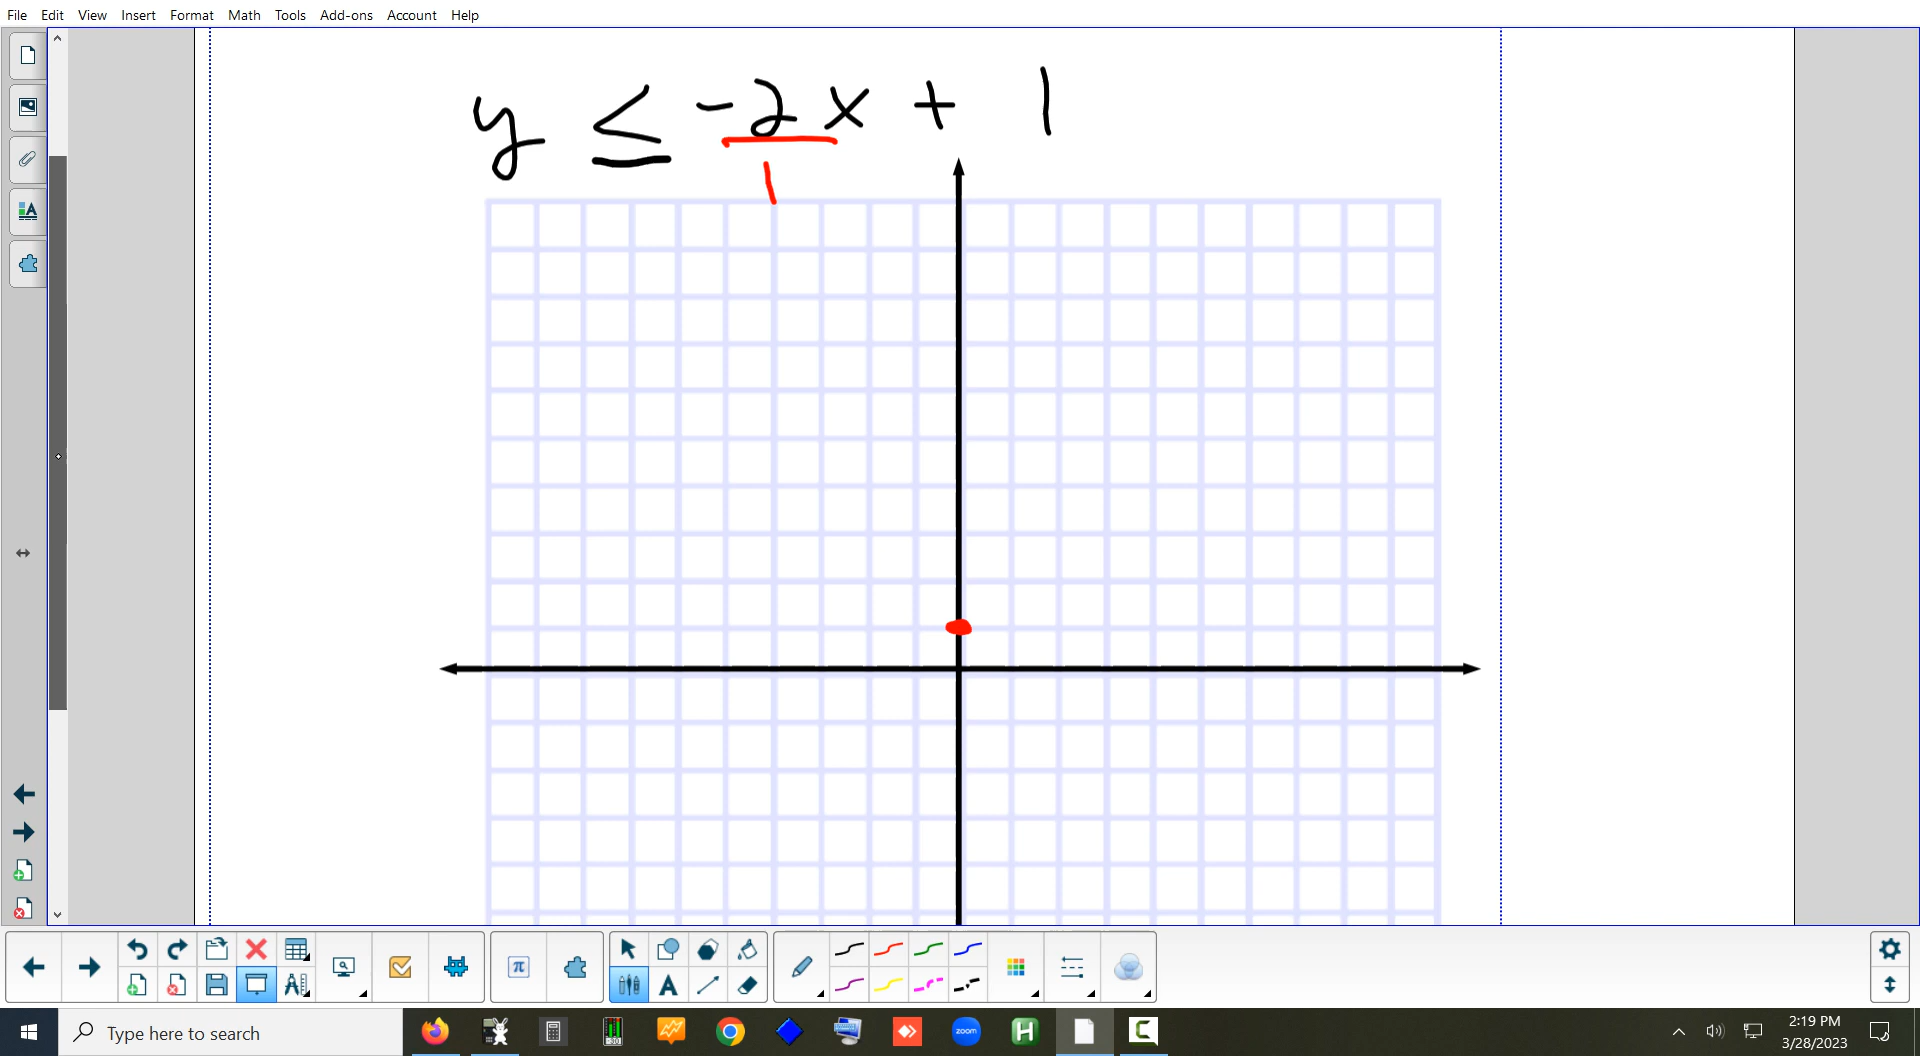 File Edit View Insert Format Math Tools Add-ons Account Help
y ≤ -2x + 1
1
A
π
A
zoom
H
C
Type here to search
2:19 PM
3/28/2023